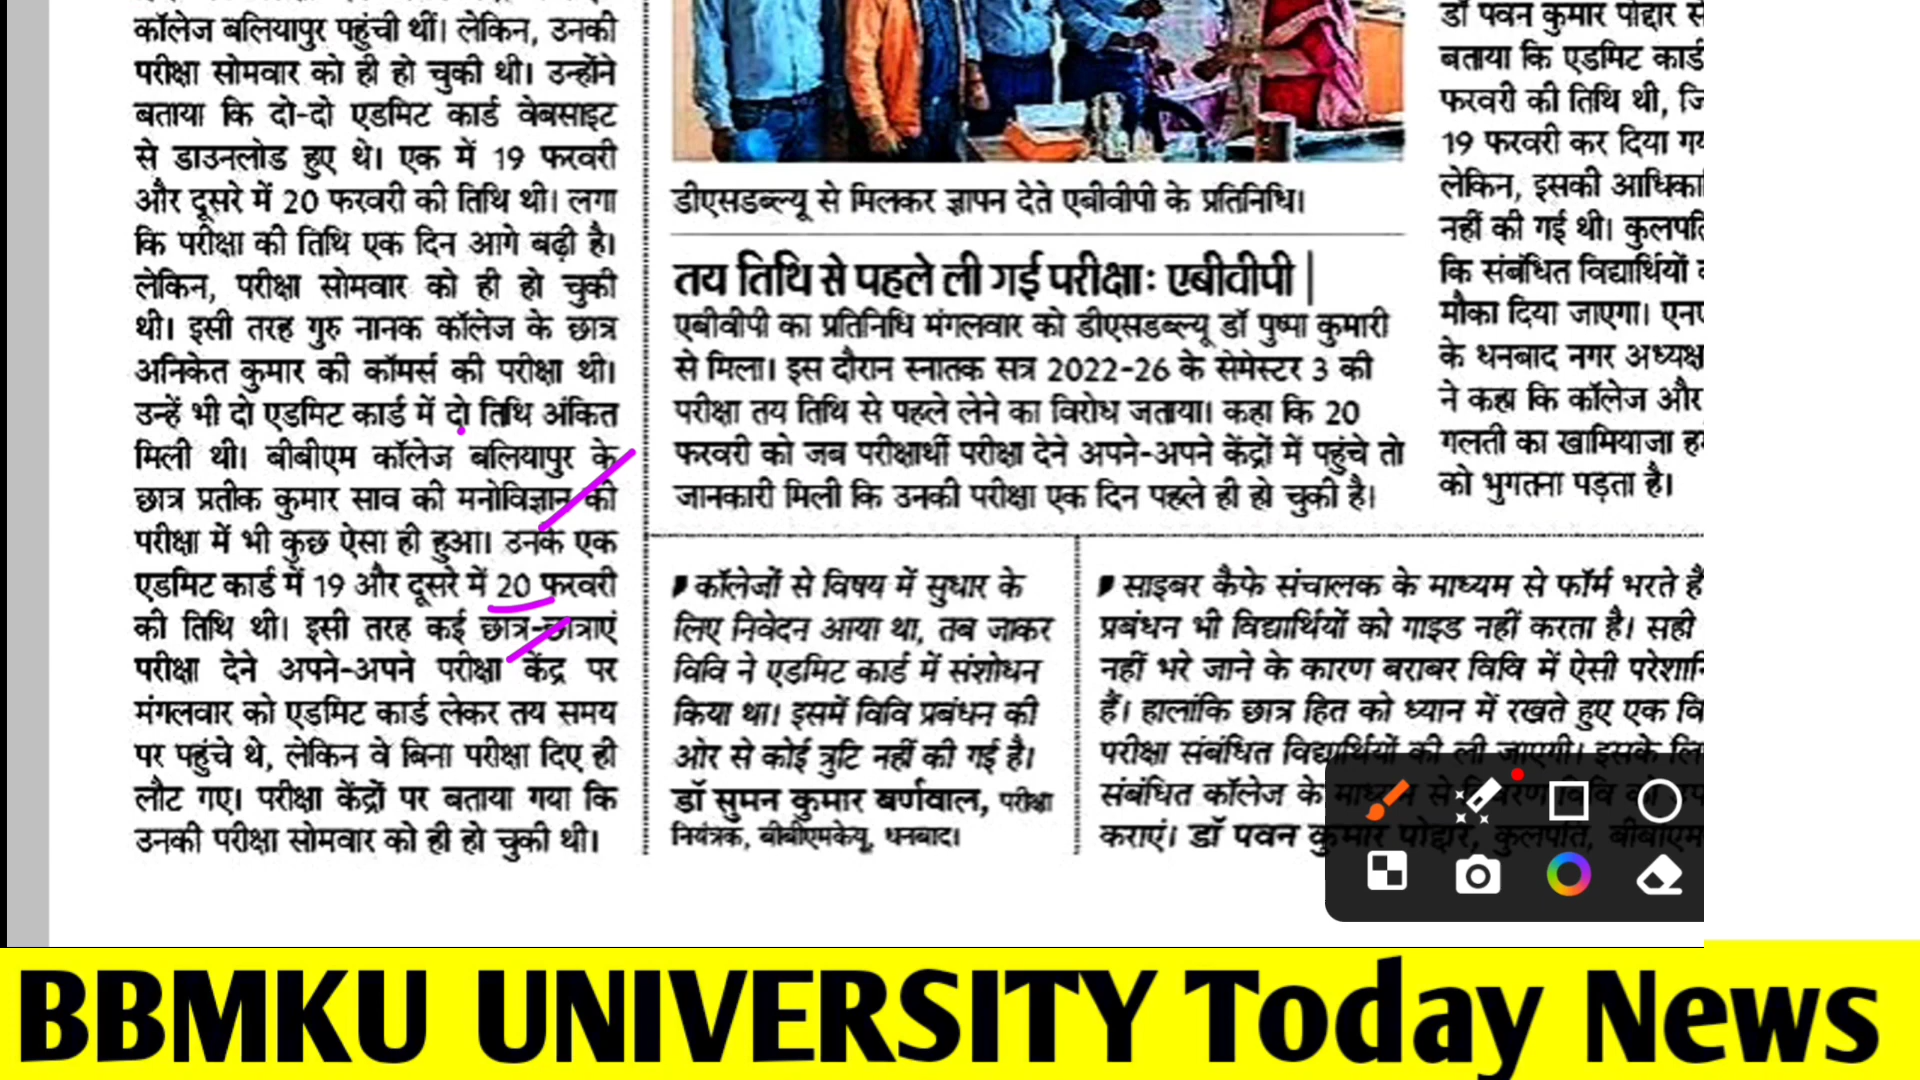 कॉलेज बलियापुर पहुंची थीं। लेकिन, उनकी
परीक्षा सोमवार को ही हो चुकी थी। उन्होंने
बताया कि दो-दो एडमिट कार्ड वेबसाइट
से डाउनलोड हुए थे। एक में 19 फरवरी
और दूसरे में 20 फरवरी की तिथि थी। लगा
कि परीक्षा की तिथि एक दिन आगे बढ़ी है।
लेकिन, परीक्षा सोमवार को ही हो चुकी
थी। इसी तरह गुरु नानक कॉलेज के छात्र
अनिकेत कुमार की कॉमर्स की परीक्षा थी।
उन्हें भी दो एडमिट कार्ड में दो तिथि अंकित
मिली थी। बीबीएम कॉलेज बलियापुर के
छात्र प्रतीक कुमार साव की मनोविज्ञान की
परीक्षा में भी कुछ ऐसा ही हुआ। उनके एक
एडमिट कार्ड में 19 और दूसरे में 20 फरवरी
की तिथि थी। इसी तरह कई छात्र-छात्राएं
परीक्षा देने अपने-अपने परीक्षा केंद्र पर
मंगलवार को एडमिट कार्ड लेकर तय समय
पर पहुंचे थे, लेकिन वे बिना परीक्षा दिए ही
लौट गए। परीक्षा केंद्रों पर बताया गया कि
उनकी परीक्षा सोमवार को ही हो चुकी थी।
डीएसडब्ल्यू से मिलकर ज्ञापन देते एबीवीपी के प्रतिनिधि।
तय तिथि से पहले ली गई परीक्षाः एबीवीपी |
एबीवीपी का प्रतिनिधि मंगलवार को डीएसडब्ल्यू डॉ पुष्पा कुमारी
से मिला। इस दौरान स्नातक सत्र 2022-26 के सेमेस्टर 3 की
परीक्षा तय तिथि से पहले लेने का विरोध जताया। कहा कि 20
फरवरी को जब परीक्षार्थी परीक्षा देने अपने-अपने केंद्रों में पहुंचे तो
जानकारी मिली कि उनकी परीक्षा एक दिन पहले ही हो चुकी है।
डॉ पवन कुमार पोद्दार से
बताया कि एडमिट कार्ड
फरवरी की तिथि थी,
19 फरवरी कर दिया
लेकिन, इसकी
नहीं की गई थी।
कि संबंधित विद्यार्थियों
मौका दिया जाएगा।
के धनबाद नगर अध्यक्ष
ने कहा कि कॉलेज और
गलती का खामियाजा
को भुगतना पड़ता है।
कॉलेजों से विषय में सुधार के
लिए निवेदन आया था, तब जाकर
विवि ने एडमिट कार्ड में संशोधन
किया था। इसमें विवि प्रबंधन की
ओर से कोई त्रुटि नहीं की गई है।
डॉ सुमन कुमार बर्णवाल, परीक्षा
नियंत्रक, बीबीएमकेयू, धनबाद।
साइबर कैफे संचालक के माध्यम से फॉर्म भरते हैं
प्रबंधन भी विद्यार्थियों को गाइड नहीं करता है। सही
नहीं भरे जाने के कारण बराबर विवि में ऐसी
हैं। हालांकि छात्र हित को ध्यान में रखते हुए एक
परीक्षा संबंधित विद्यार्थियों की ली जाएगी। इसके
संबंधित कॉलेज के माध्यम से विवरण विवि को
कराएं। डॉ पवन कुमार पोद्दार, कुलपति,
BBMKU UNIVERSITY Today News